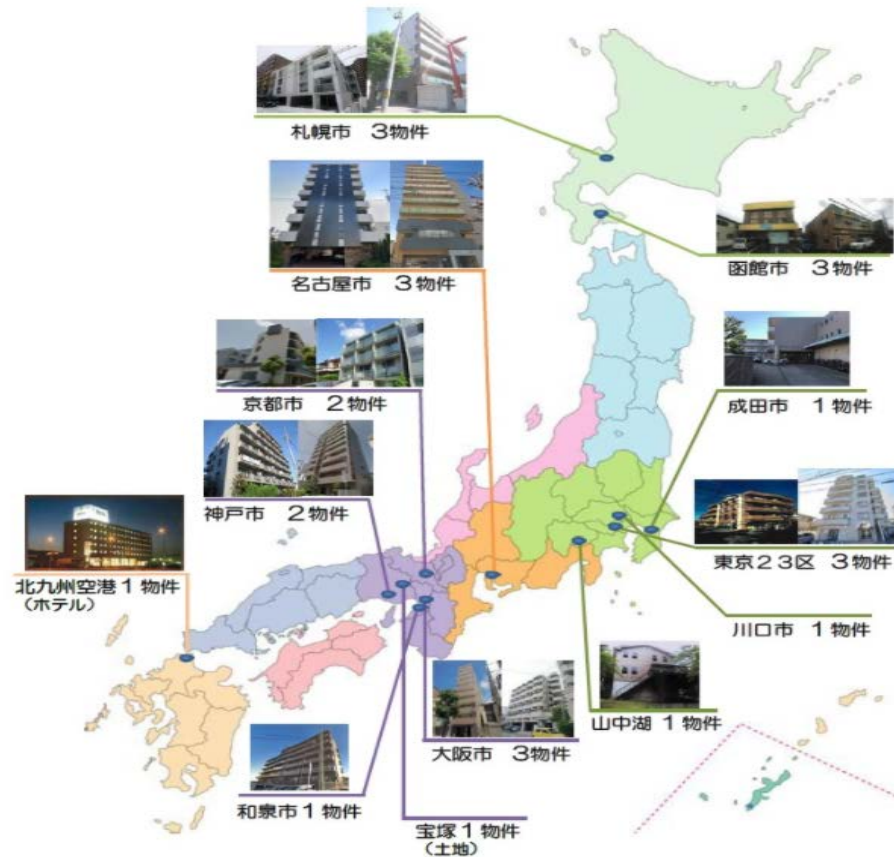 札幌市 3物件
名古屋市 3物件
函館市 3物件
京都市 2物件
成田市 1物件
神戸市 2物件
東京23区 3物件
北九州空港1物件
(ホテル)
川口市 1物件
山中湖 1物件
大阪市 3物件
和泉市1物件
宝塚1物件
(土地)